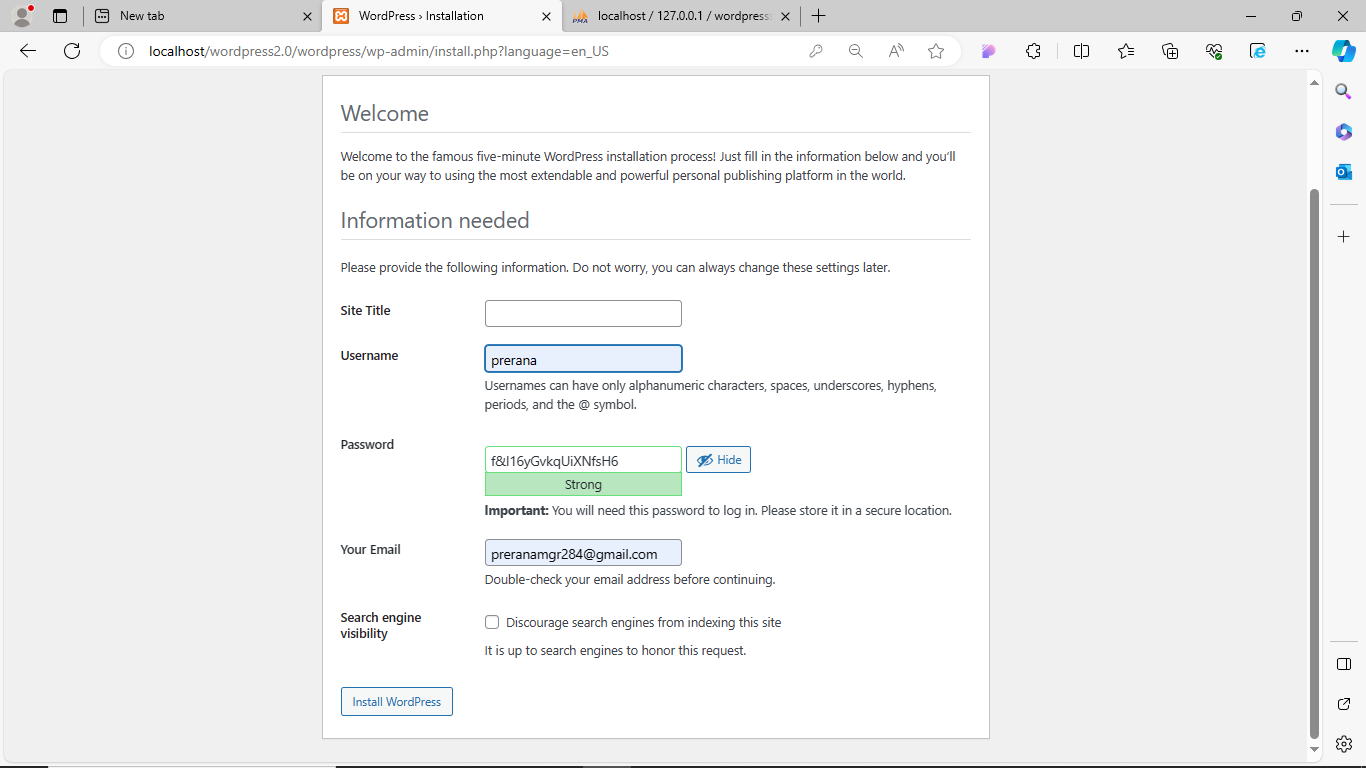 New tab
WordPress › Installation
localhost / 127.0.0.1 / wordpress
localhost/wordpress2.0/wordpress/wp-admin/install.php?language=en_US
Welcome
Welcome to the famous five-minute WordPress installation process! Just fill in the information below and you’ll
be on your way to using the most extendable and powerful personal publishing platform in the world.
Information needed
Please provide the following information. Do not worry, you can always change these settings later.
Site Title
Username
prerana
Usernames can have only alphanumeric characters, spaces, underscores, hyphens,
periods, and the @ symbol.
Password
f&I16yGvkqUiXNfsH6
Hide
Strong
Important: You will need this password to log in. Please store it in a secure location.
Your Email
preranamgr284@gmail.com
Double-check your email address before continuing.
Search engine
visibility
Discourage search engines from indexing this site
It is up to search engines to honor this request.
Install WordPress